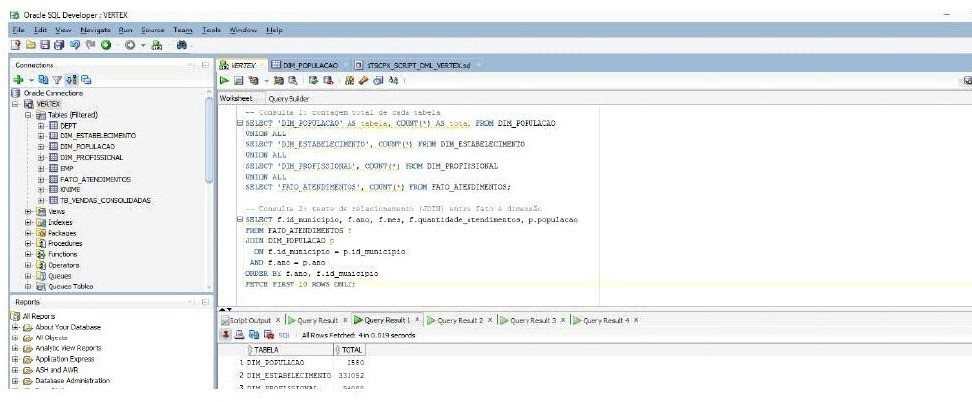 Oracle SQL Developer : VERTEX
File Edit View Navigate Run Source Team Tools Window Help
Connections
Oracle Connections
VERTEX
Tables (Filtered)
DEPT
DIM_ESTABELECIMENTO
DIM_POPULACAO
DIM_PROFISSIONAL
EMP
FATO_ATENDIMENTOS
KNIME
TB_VENDAS_CONSOLIDADAS
Views
Indexes
Packages
Procedures
Functions
Operators
Queues
Queues Tables
Reports
All Reports
About Your Database
All Objects
Analytic View Reports
Application Express
ASH and AWR
Database Administration
VERTEX DIM_POPULACAO
Worksheet Query Builder
-- Consulta 1: contagem total de cada tabela
SELECT 'DIM_POPULACAO' AS tabela, COUNT(*) AS total FROM DIM_POPULACAO
UNION ALL
SELECT 'DIM_ESTABELECIMENTO', COUNT(*) FROM DIM_ESTABELECIMENTO
UNION ALL
SELECT 'DIM_PROFISSIONAL', COUNT(*) FROM DIM_PROFISSIONAL
UNION ALL
SELECT 'FATO_ATENDIMENTOS', COUNT(*) FROM FATO_ATENDIMENTOS;
-- Consulta 2: teste de relacionamento (JOIN) entre fato e dimensão
SELECT f.id_municipio, f.ano, f.mes, f.quantidade_atendimentos, p.populacao
FROM FATO_ATENDIMENTOS f
JOIN DIM_POPULACAO p
ON f.id_municipio = p.id_municipio
AND f.ano = p.ano
ORDER BY f.ano, f.id_municipio
FETCH FIRST 10 ROWS ONLY;
Script Output × Query Result × Query Result 1 × Query Result 2 × Query Result 3 × Query Result 4 ×
SQL | All Rows Fetched: 4 in 0.019 seconds
TABELA TOTAL
1 DIM_POPULACAO
2 DIM_ESTABELECIMENTO 331092
3 DIM_PROFISSIONAL